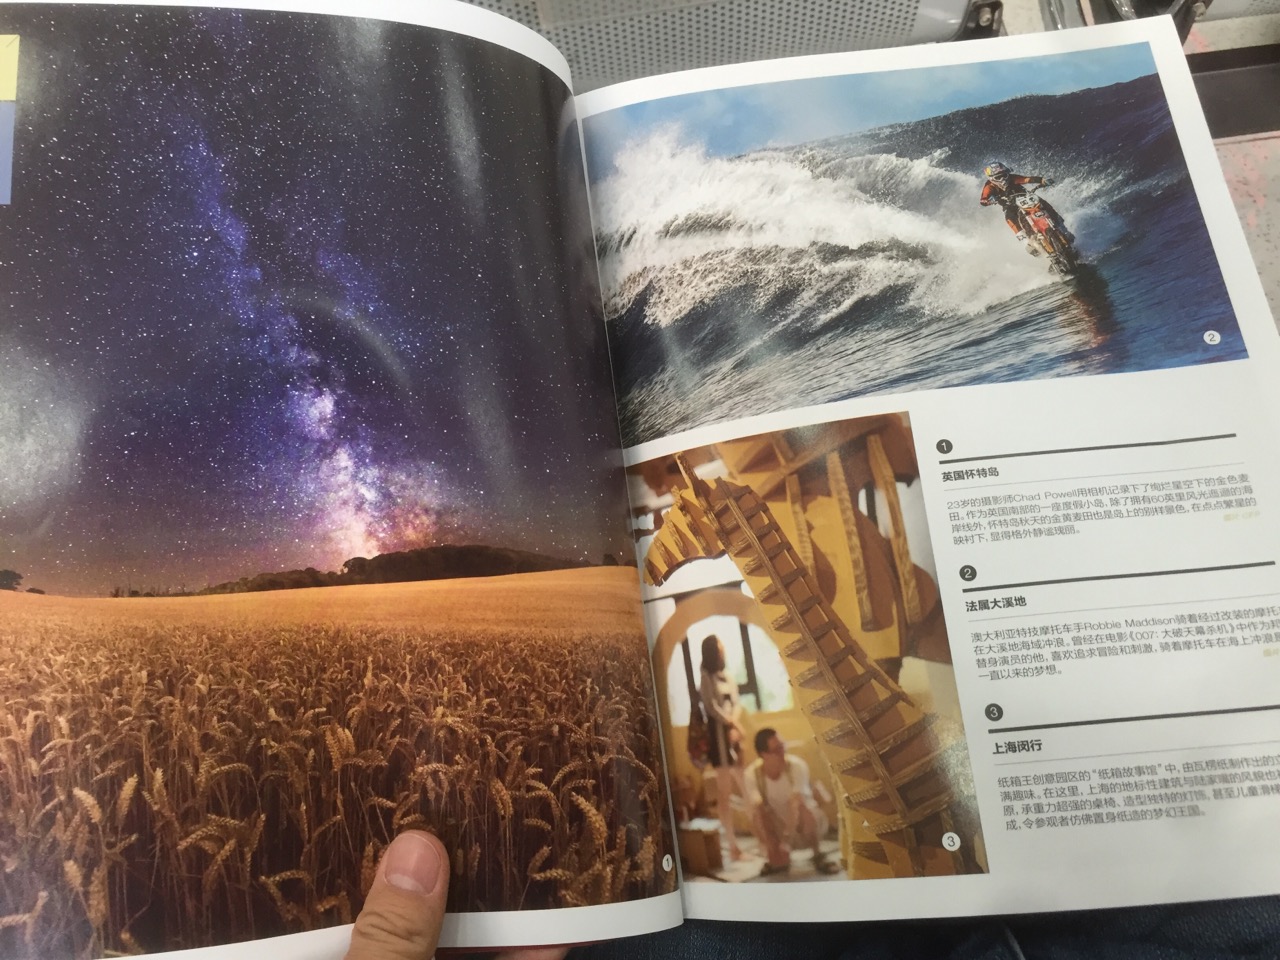 2
1
英国怀特岛
23岁的摄影师Chad Powell用相机记录下了绚烂星空下的金色麦
田。作为英国南部的一座度假小岛，除了拥有60英里风光迤逦的海
岸线外，怀特岛秋天的金黄麦田也是岛上的别样景色，在点点繁星的
映衬下，显得格外静谧瑰丽。
2
法属大溪地
澳大利亚特技摩托车手Robbie Maddison骑着经过改装的摩托
在大溪地海域冲浪。曾经在电影《007：大破天幕杀机》中作为
替身演员的他，喜欢追求冒险和刺激，骑着摩托车在海上冲浪
一直以来的梦想。
3
上海闵行
纸箱王创意园区的“纸箱故事馆”中，由瓦楞纸制作出的
满趣味。在这里，上海的地标性建筑与陆家嘴的风貌也
原，承重力超强的桌椅、造型独特的灯饰，甚至儿童滑梯
成，令参观者仿佛置身纸造的梦幻王国。
3
1